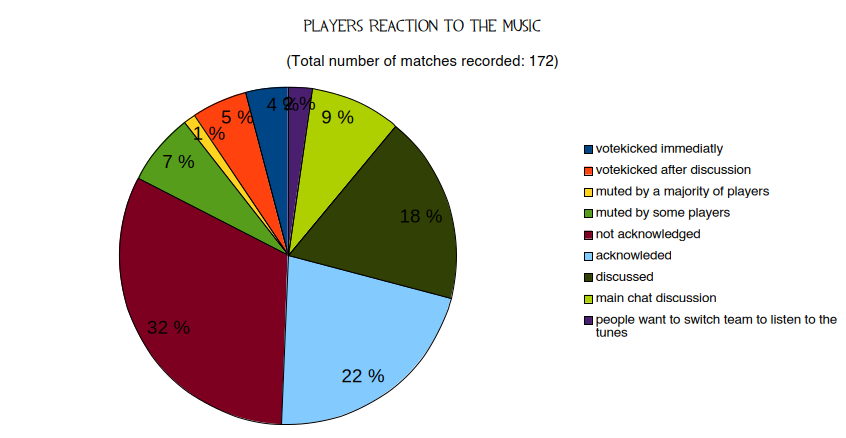 PLAYERS REACTION TO THE MUSIC
(Total number of matches recorded: 172)
4 %
2 %
9 %
5 %
1 %
7 %
18 %
32 %
22 %
votekicked immediatly
votekicked after discussion
muted by a majority of players
muted by some players
not acknowledged
acknowleded
discussed
main chat discussion
people want to switch team to listen to the
tunes